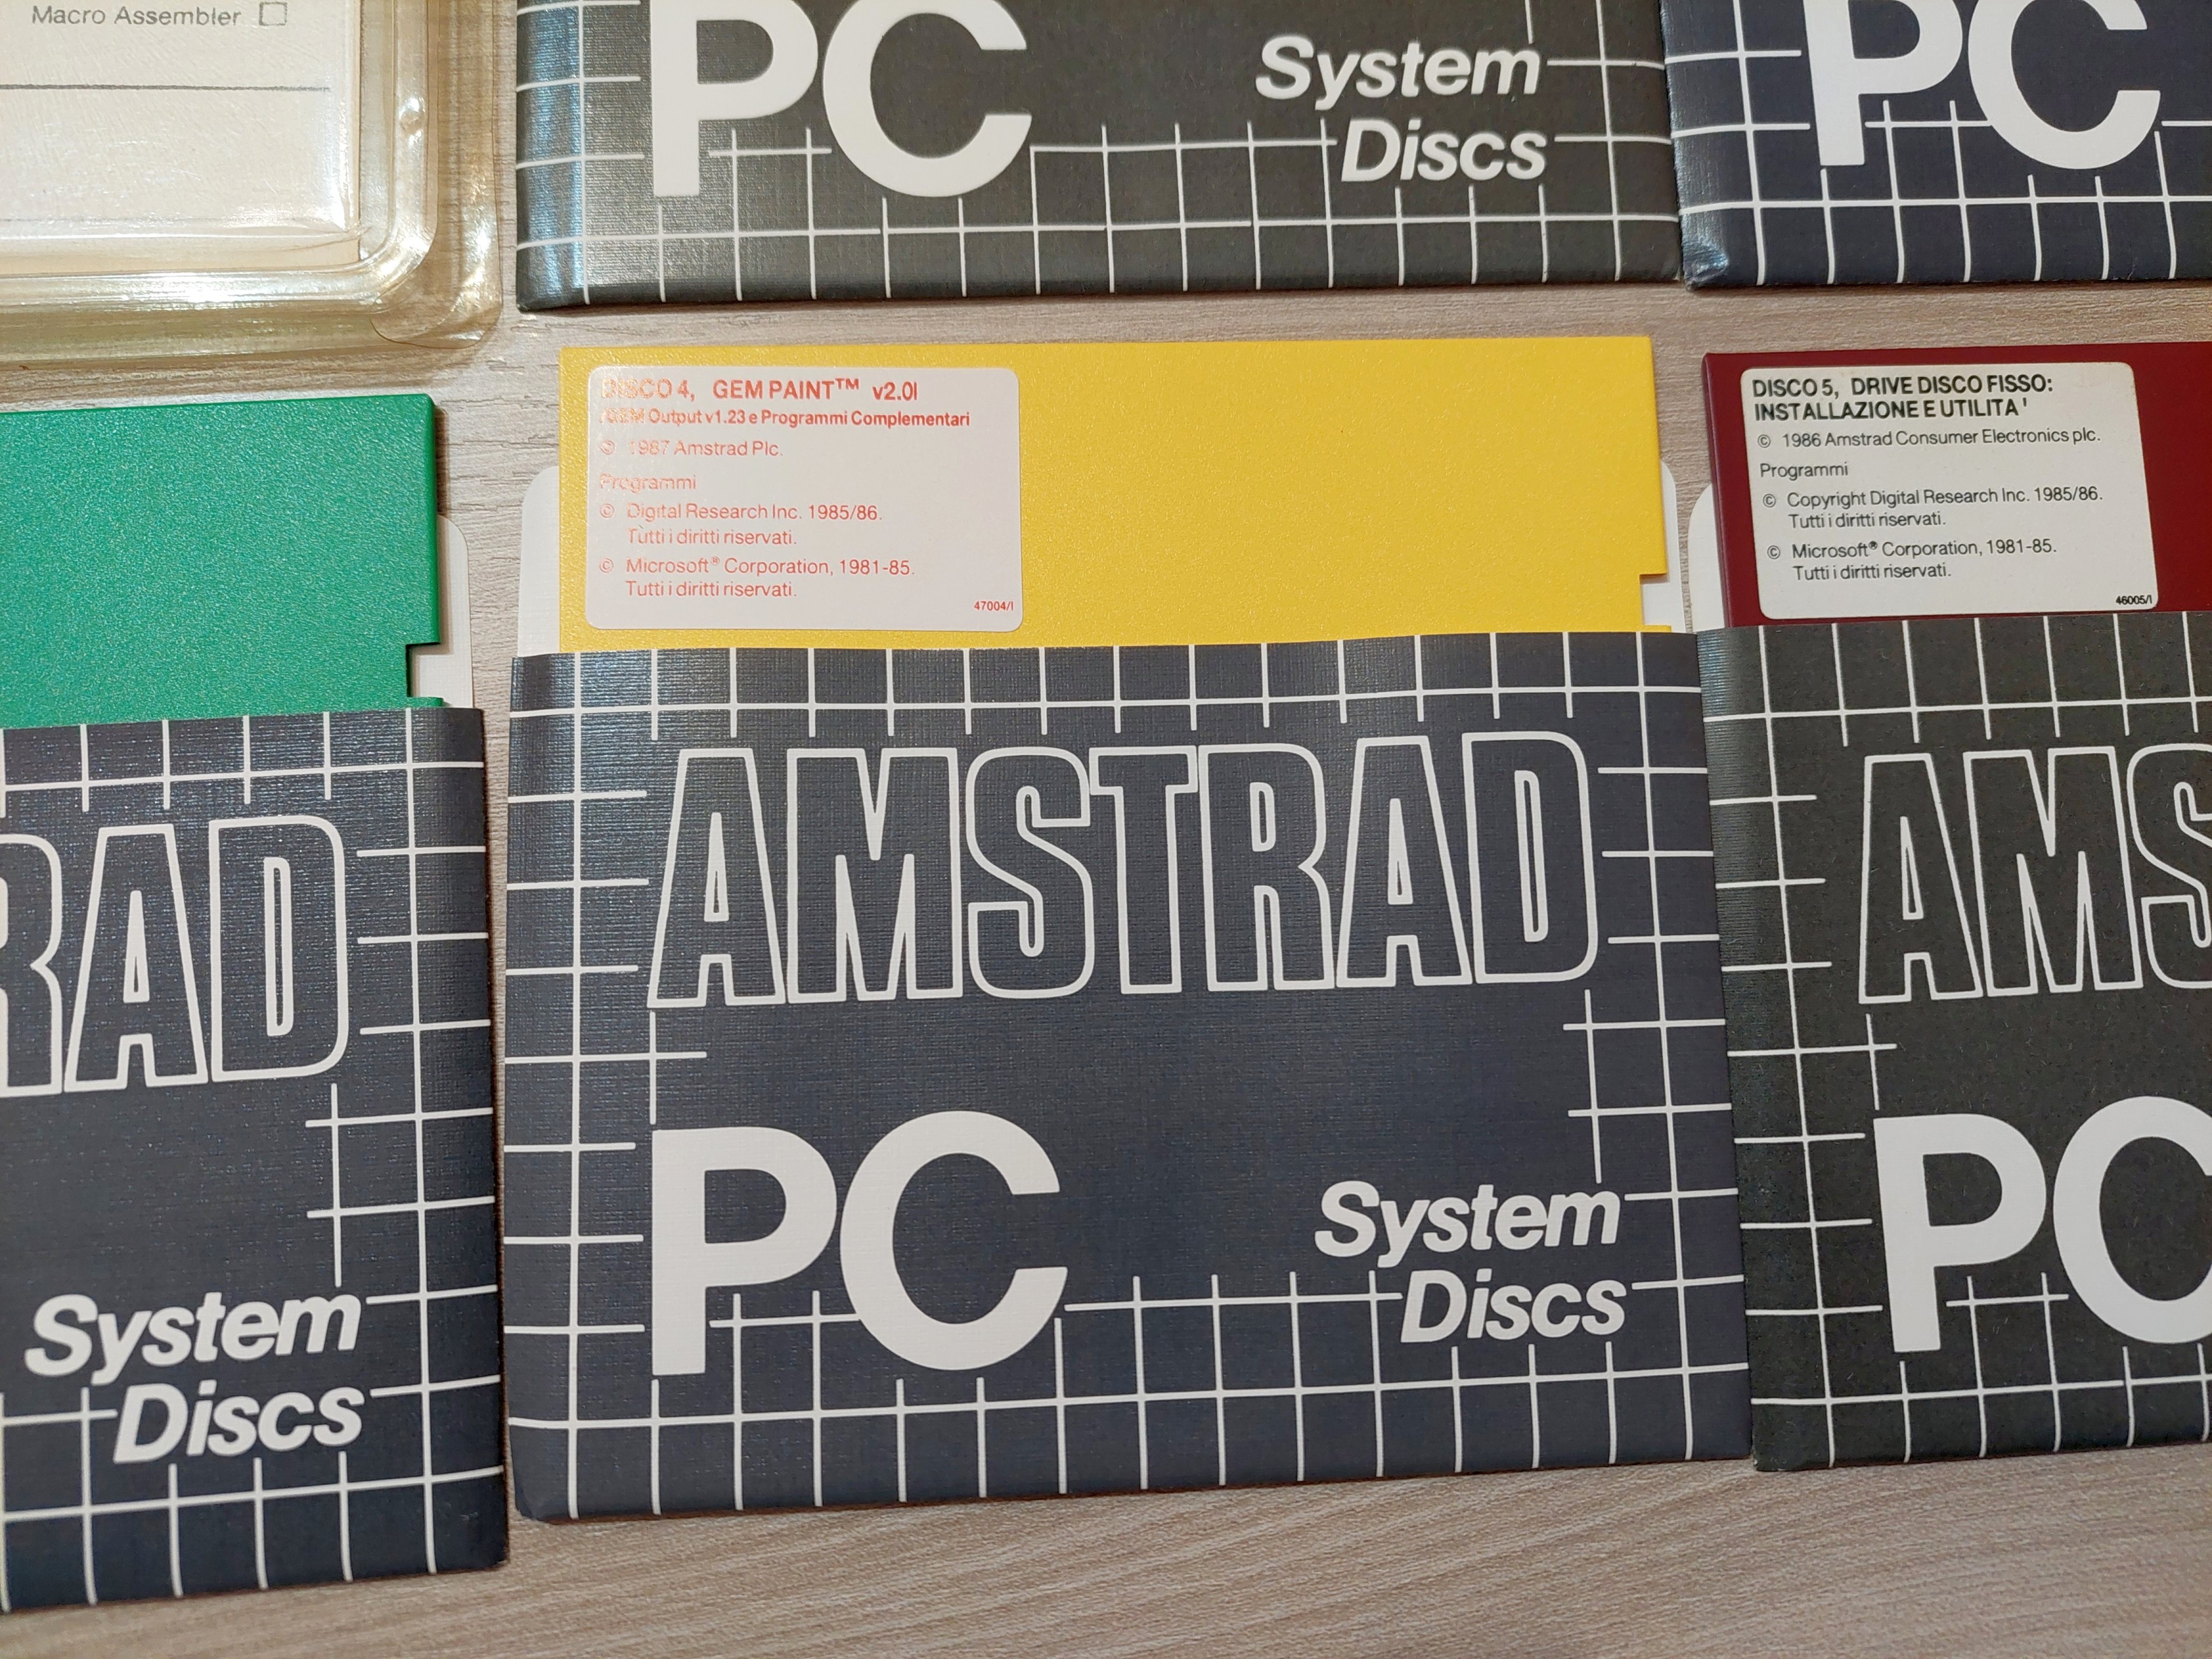 Macro Assembler
PC
System
Discs
PC
DISCO 4, GEM PAINT™ v2.0I
GEM Output v1.23 e Programmi Complementari
© 1987 Amstrad Plc.
Programmi
© Digital Research Inc. 1985/86.
Tutti i diritti riservati.
© Microsoft® Corporation, 1981-85.
Tutti i diritti riservati.
47004/I
DISCO 5, DRIVE DISCO FISSO:
INSTALLAZIONE E UTILITA'
© 1986 Amstrad Consumer Electronics plc.
Programmi
© Copyright Digital Research Inc. 1985/86.
Tutti i diritti riservati.
© Microsoft® Corporation, 1981-85.
Tutti i diritti riservati.
46005/I
RAD
System
Discs
AMSTRAD
PC
System
Discs
AMS
PC